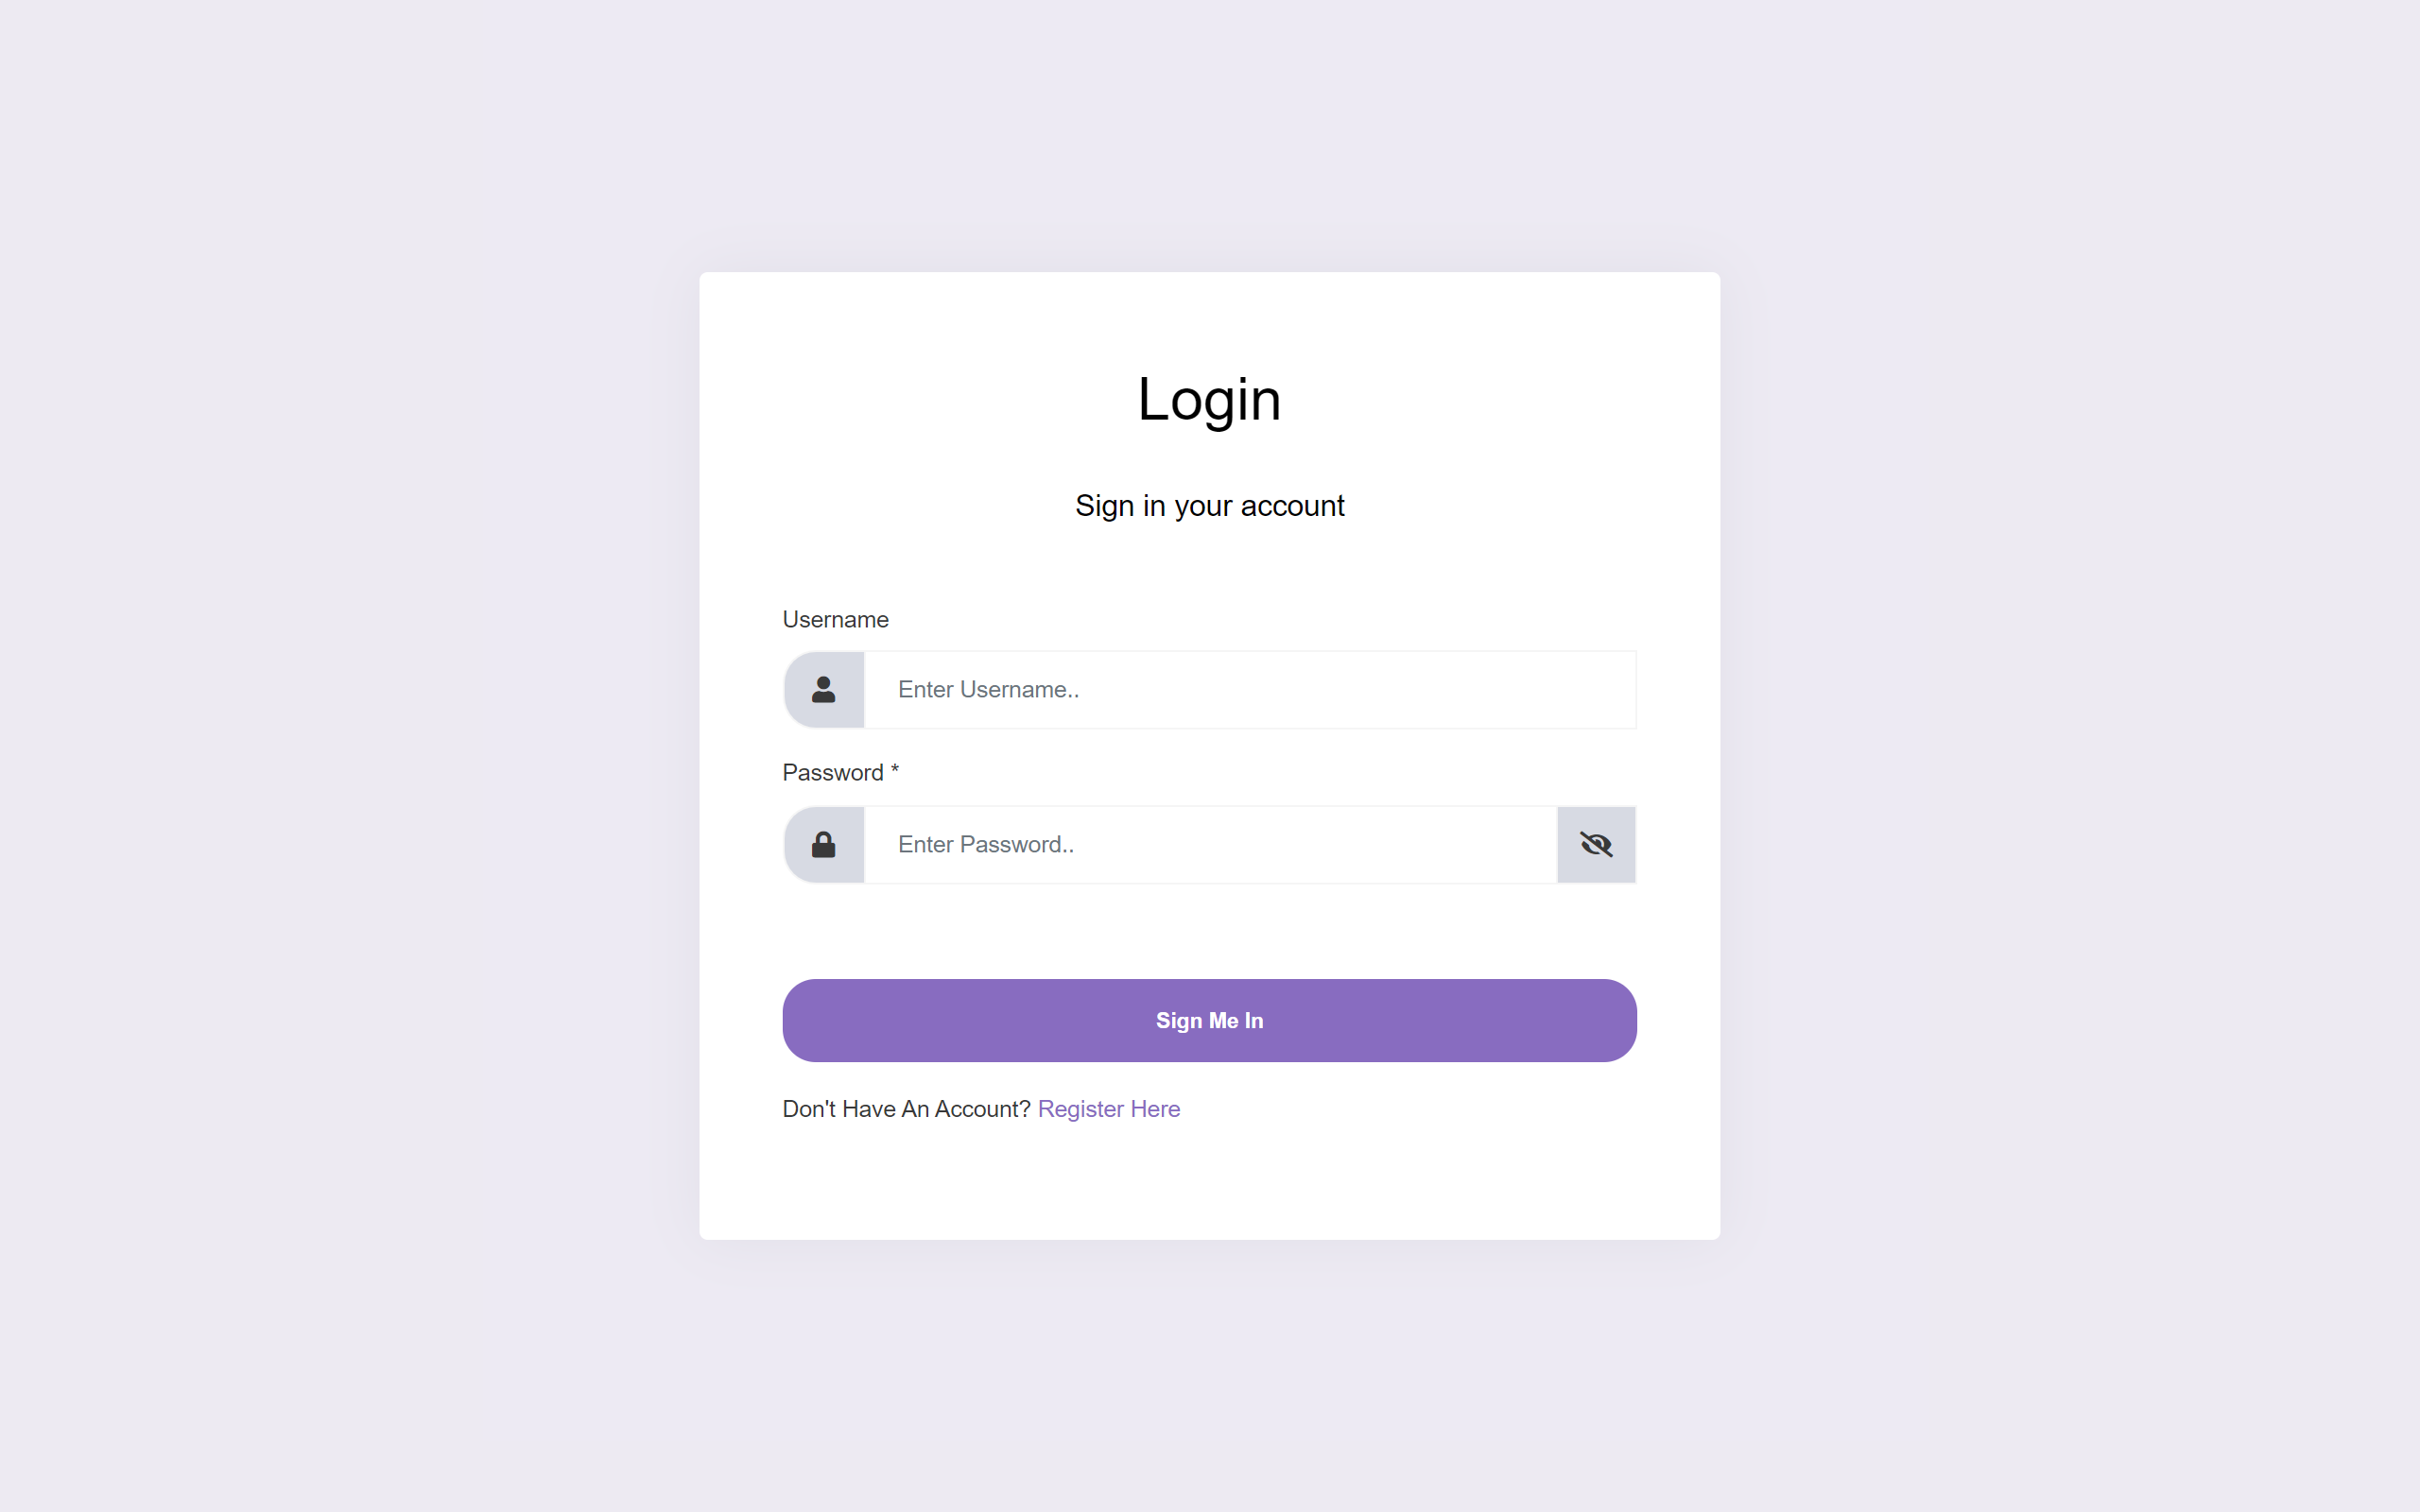 Login
Sign in your account
Username
Enter Username..
Password *
Enter Password..
Sign Me In
Don't Have An Account? Register Here